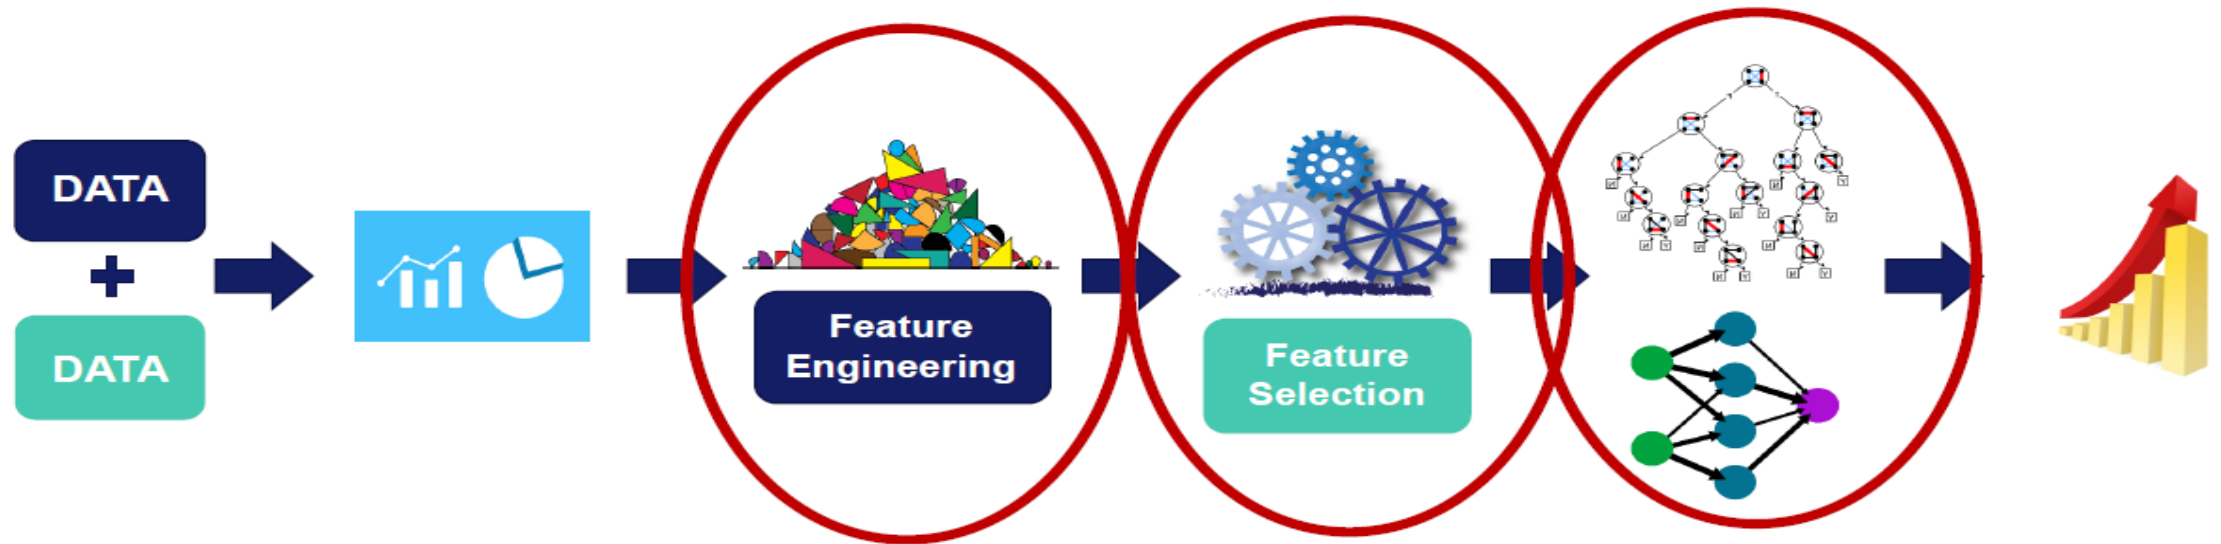 DATA
+
DATA
Feature
Engineering
Feature
Selection